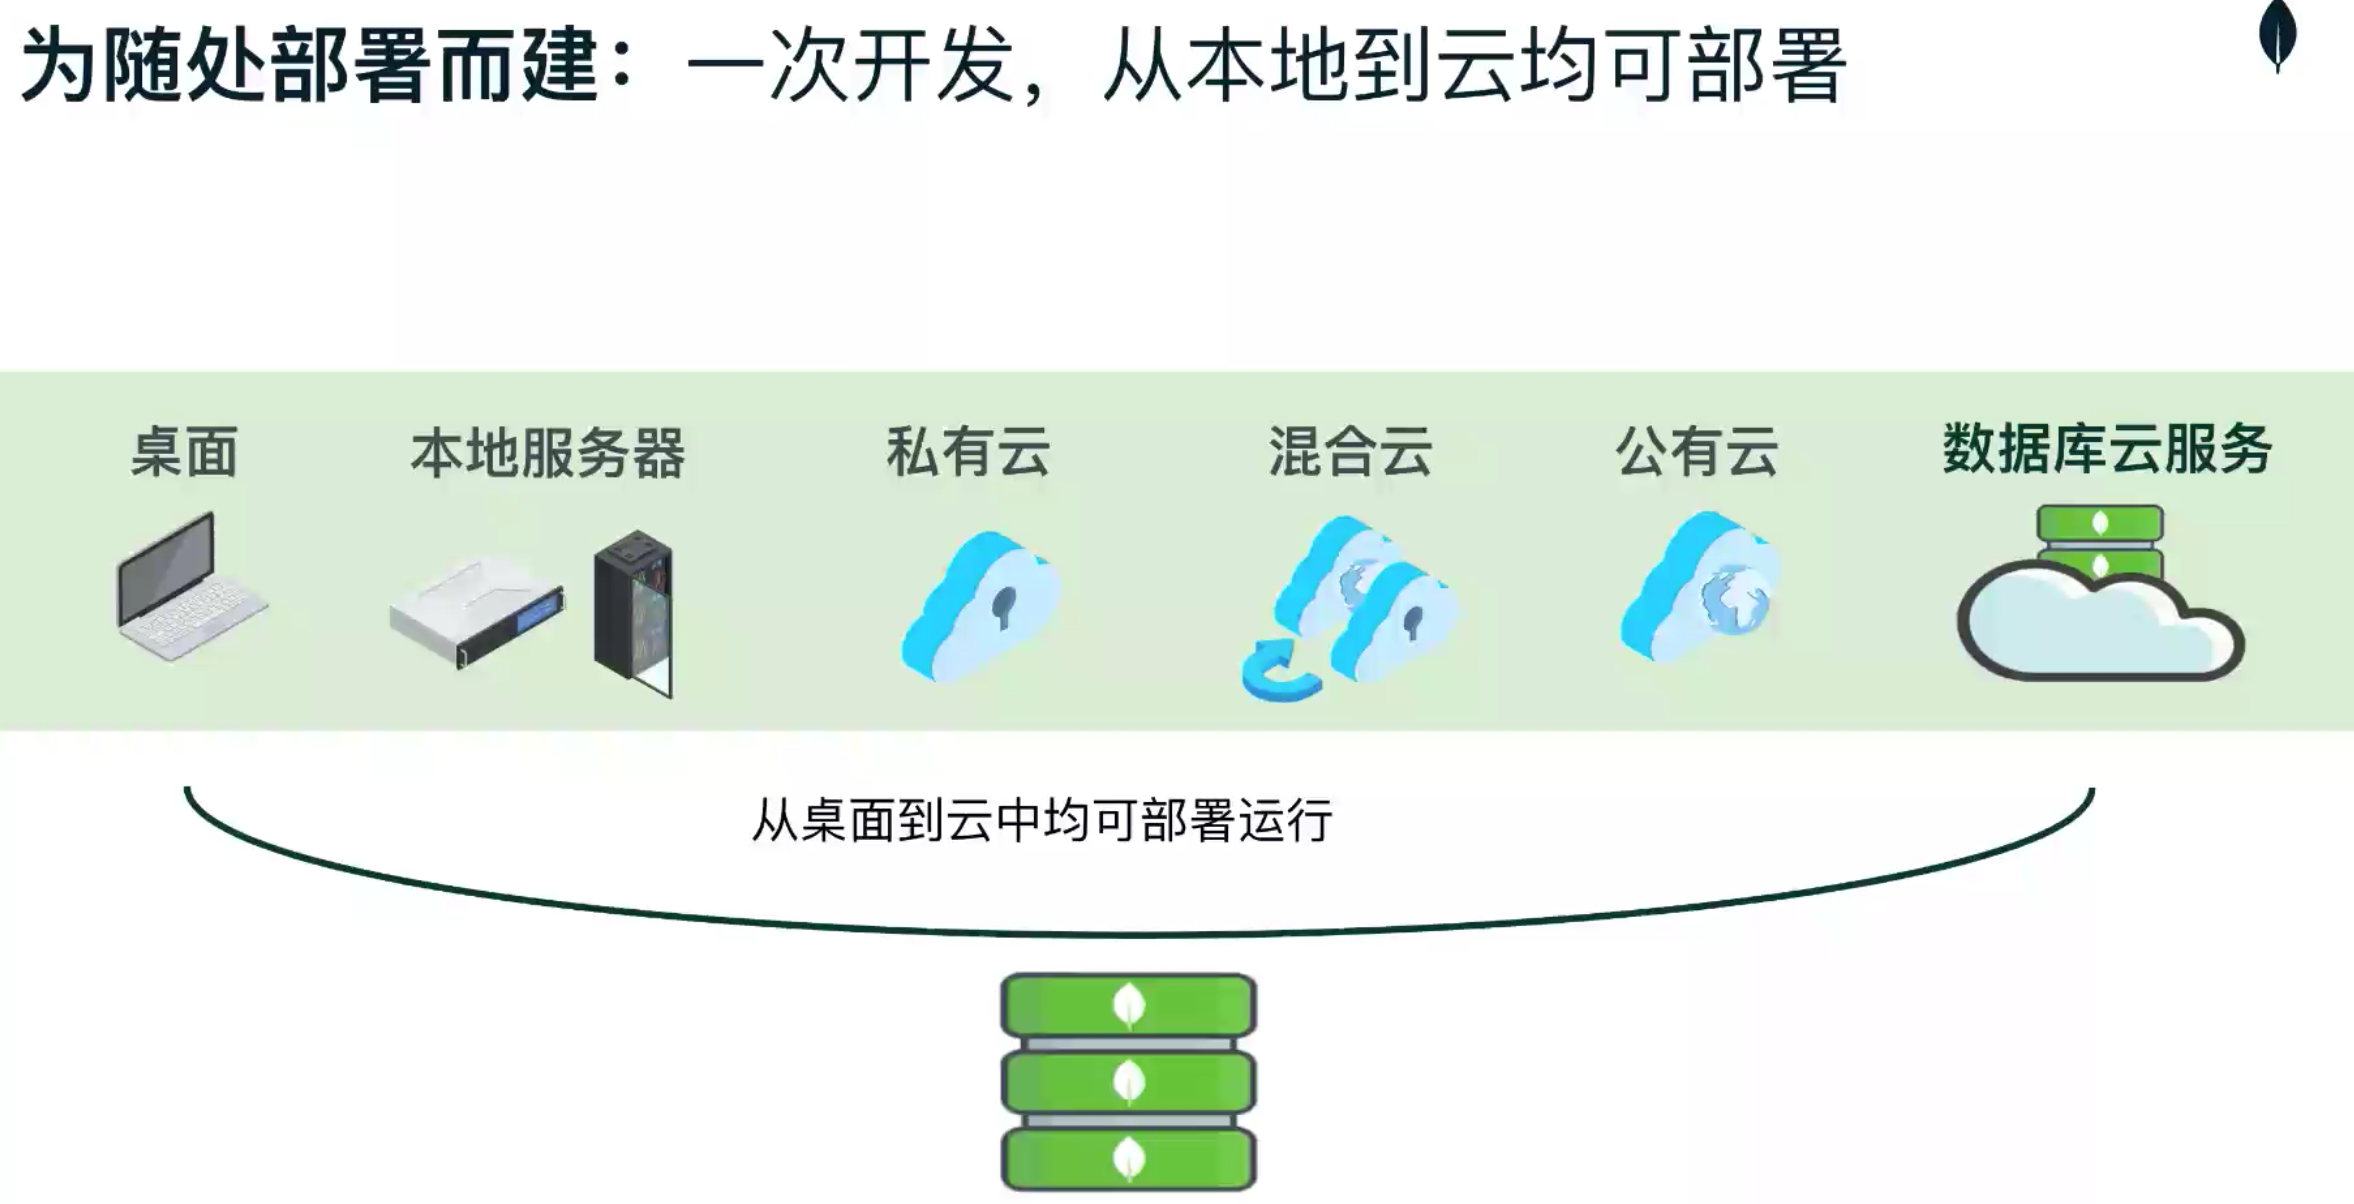 为随处部署而建：一次开发，从本地到云均可部署
桌面 本地服务器 私有云 混合云 公有云 数据库云服务
从桌面到云中均可部署运行